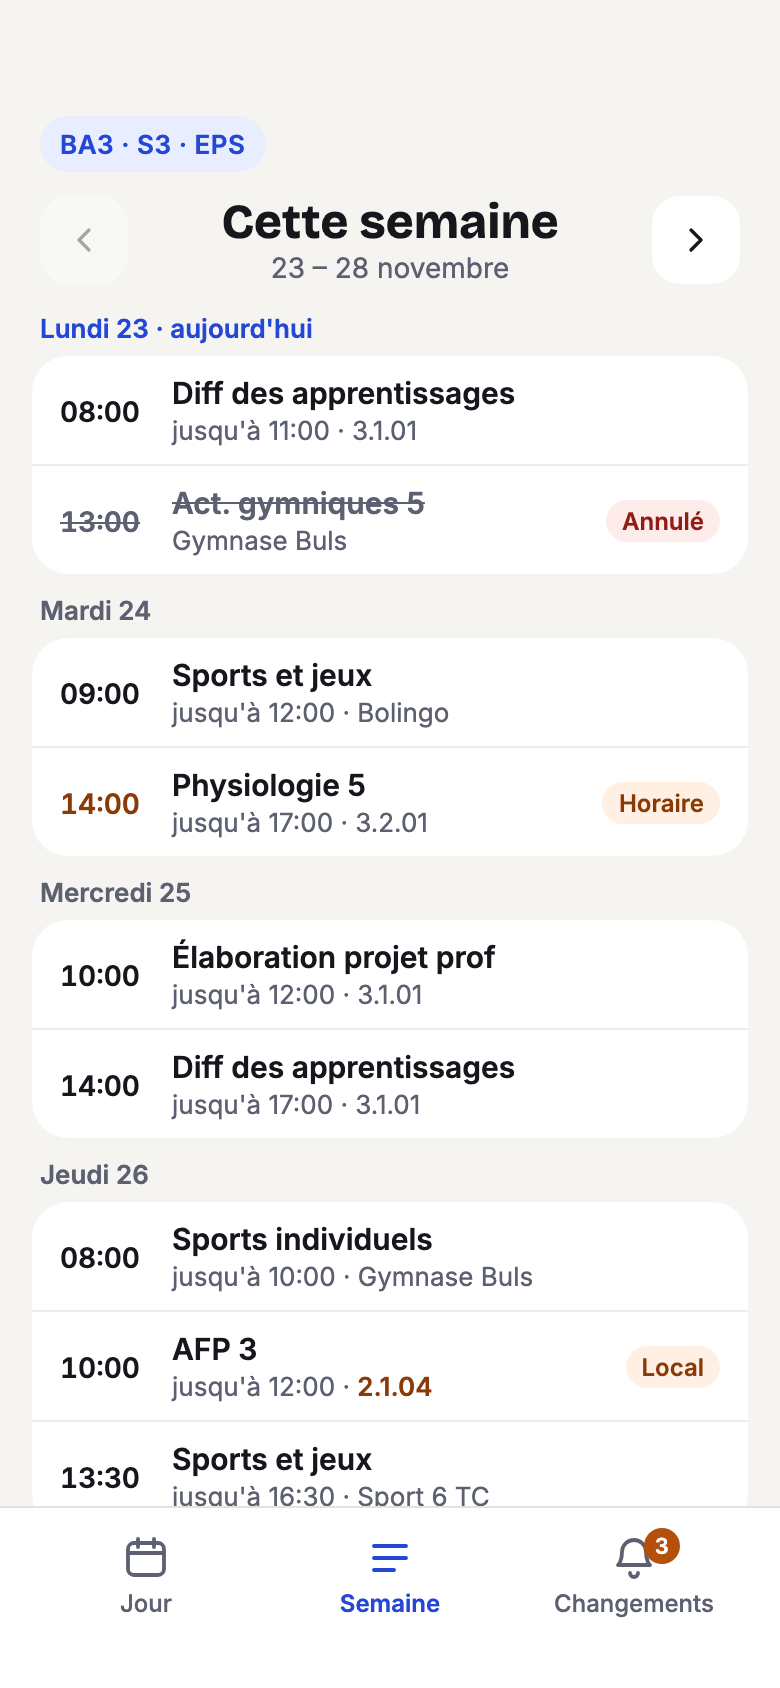 BA3 · S3 · EPS
Cette semaine
23 – 28 novembre
Lundi 23 · aujourd'hui
08:00
Diff des apprentissages
jusqu'à 11:00 · 3.1.01
13:00
Act. gymniques 5
Gymnase Buls
Annulé
Mardi 24
09:00
Sports et jeux
jusqu'à 12:00 · Bolingo
14:00
Physiologie 5
jusqu'à 17:00 · 3.2.01
Horaire
Mercredi 25
10:00
Élaboration projet prof
jusqu'à 12:00 · 3.1.01
14:00
Diff des apprentissages
jusqu'à 17:00 · 3.1.01
Jeudi 26
08:00
Sports individuels
jusqu'à 10:00 · Gymnase Buls
10:00
AFP 3
jusqu'à 12:00 · 2.1.04
Local
13:30
Sports et jeux
jusqu'à 16:30 · Sport 6 TC
3
Jour
Semaine
Changements